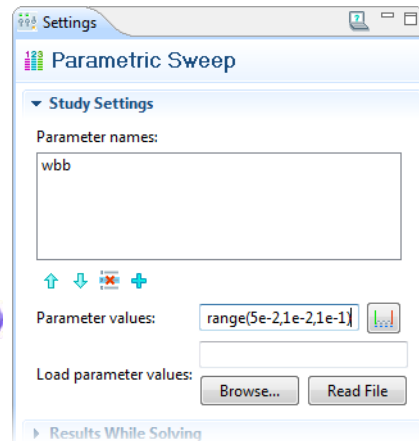 Settings
Parametric Sweep
Study Settings
Parameter names:
wbb
Parameter values: range(5e-2,1e-2,1e-1)
Load parameter values:
Browse... Read File
Results While Solving